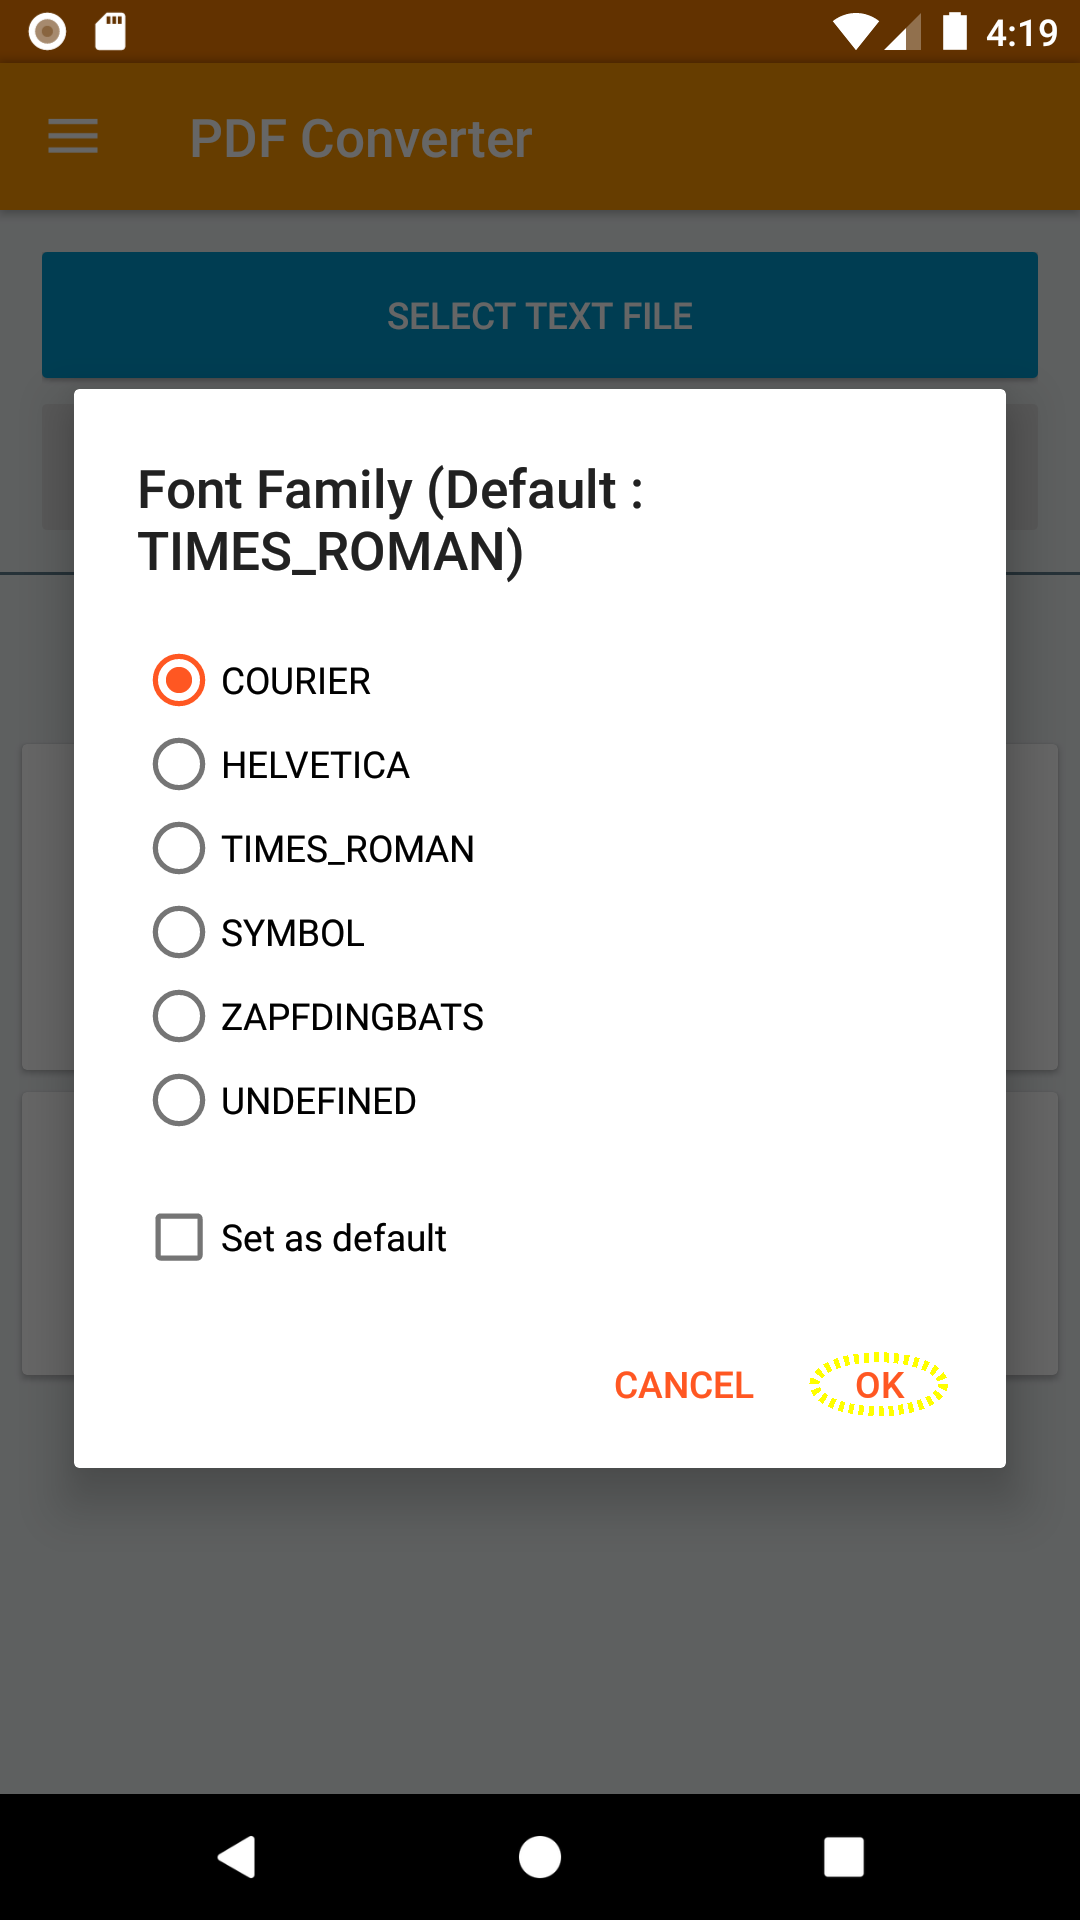 4:19
PDF Converter
SELECT TEXT FILE
Font Family (Default :
TIMES_ROMAN)
COURIER
HELVETICA
TIMES_ROMAN
SYMBOL
ZAPFDINGBATS
UNDEFINED
Set as default
CANCEL OK